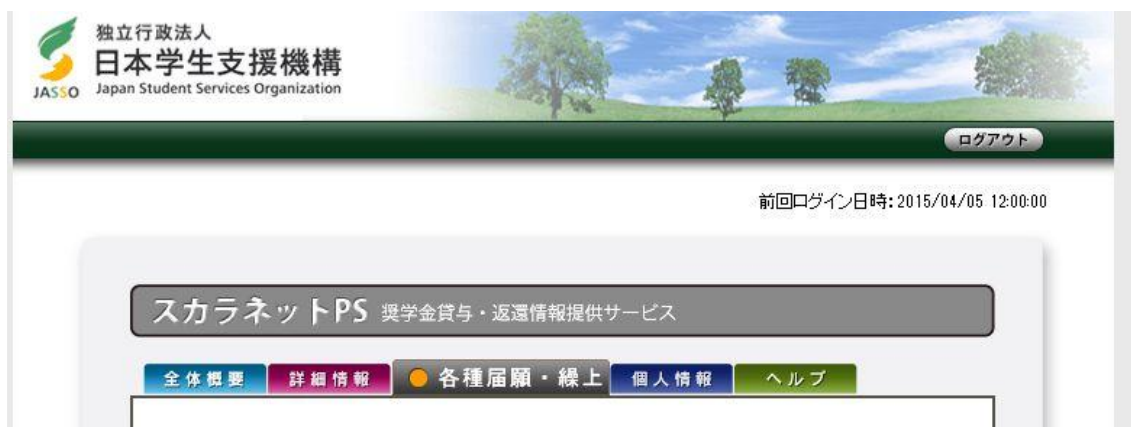 独立行政法人
日本学生支援機構
JASSO Japan Student Services Organization
ログアウト
前回ログイン日時:2015/04/05 12:00:00
スカラネットPS 奨学金貸与・返還情報提供サービス
全体概要 詳細情報 各種届願・繰上 個人情報 ヘルプ